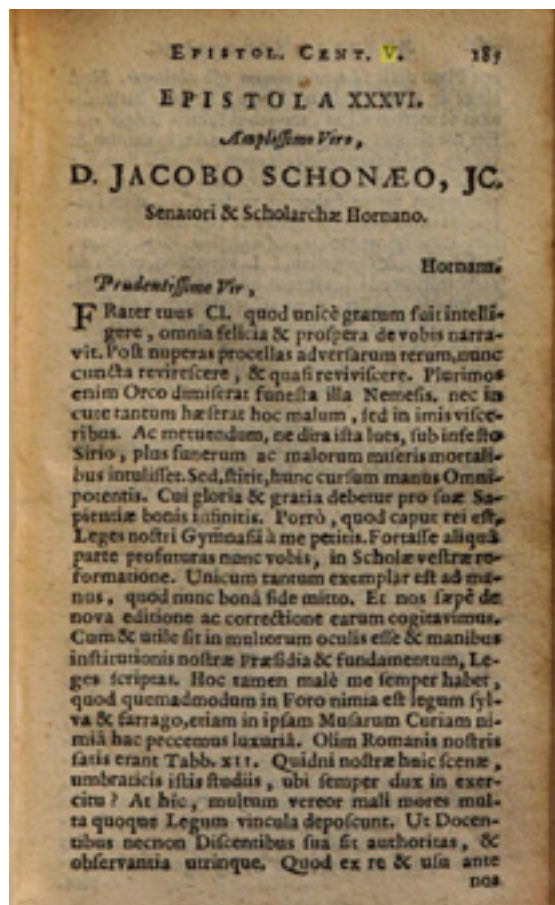 EPISTOL. CENT. V. 185
EPISTOLA XXXVI.
Amplissimo Viro,
D. JACOBO SCHONÆO, JC.
Senatori & Scholarchæ Hornano.
Hornam.
Prudentissime Vir,
FRater tuus Cl. quod unicè gratum fuit intelli-
gere, omnia felicia & prospera de vobis narra-
vit. Post nuperas procellas adversarum rerum, nunc
cuncta revirescere, & quasi reviviscere. Plurimos
enim Orco dimiserat funesta illa Nemesis. nec in
cute tantum hæserat hoc malum, sed in imis visce-
ribus. Ac metuendum, ne dira ista lues, sub infesto
Sirio, plus funerum ac malorum miseris mortali-
bus intulisset. Sed, stitit, hunc cursum manus Omni-
potentis. Cui gloria & gratia debetur pro suæ Sa-
pientiæ bonis infinitis. Porrò, quod caput rei est,
Leges nostri Gymnasii à me petitis. Fortasse aliquâ
parte profuturas nunc vobis, in Scholæ vestræ re-
formatione. Unicum tantum exemplar est ad ma-
nus, quod nunc bonâ fide mitto. Et nos sæpè de
nova editione ac correctione earum cogitavimus.
Cum & utile sit in multorum oculis esse & manibus
institutionis nostræ Præsidia & fundamentum, Le-
ges scriptas. Hoc tamen malè me semper habet,
quod quemadmodum in Foro nimia est legum syl-
va & farrago, etiam in ipsam Musarum Curiam ni-
miâ hac peccemus luxuriâ. Olim Romanis nostris
satis erant Tabb. XII. Quidni nostræ huic scenæ,
umbraticis istis studiis, ubi semper dux in exer-
citu? At hic, multum vereor mali mores mul-
ta quoque Legum vincula deposcunt. Ut Docen-
tibus necnon Discentibus sua sit authoritas, &
observantia utrinque. Quod ex re & usu ante
nos